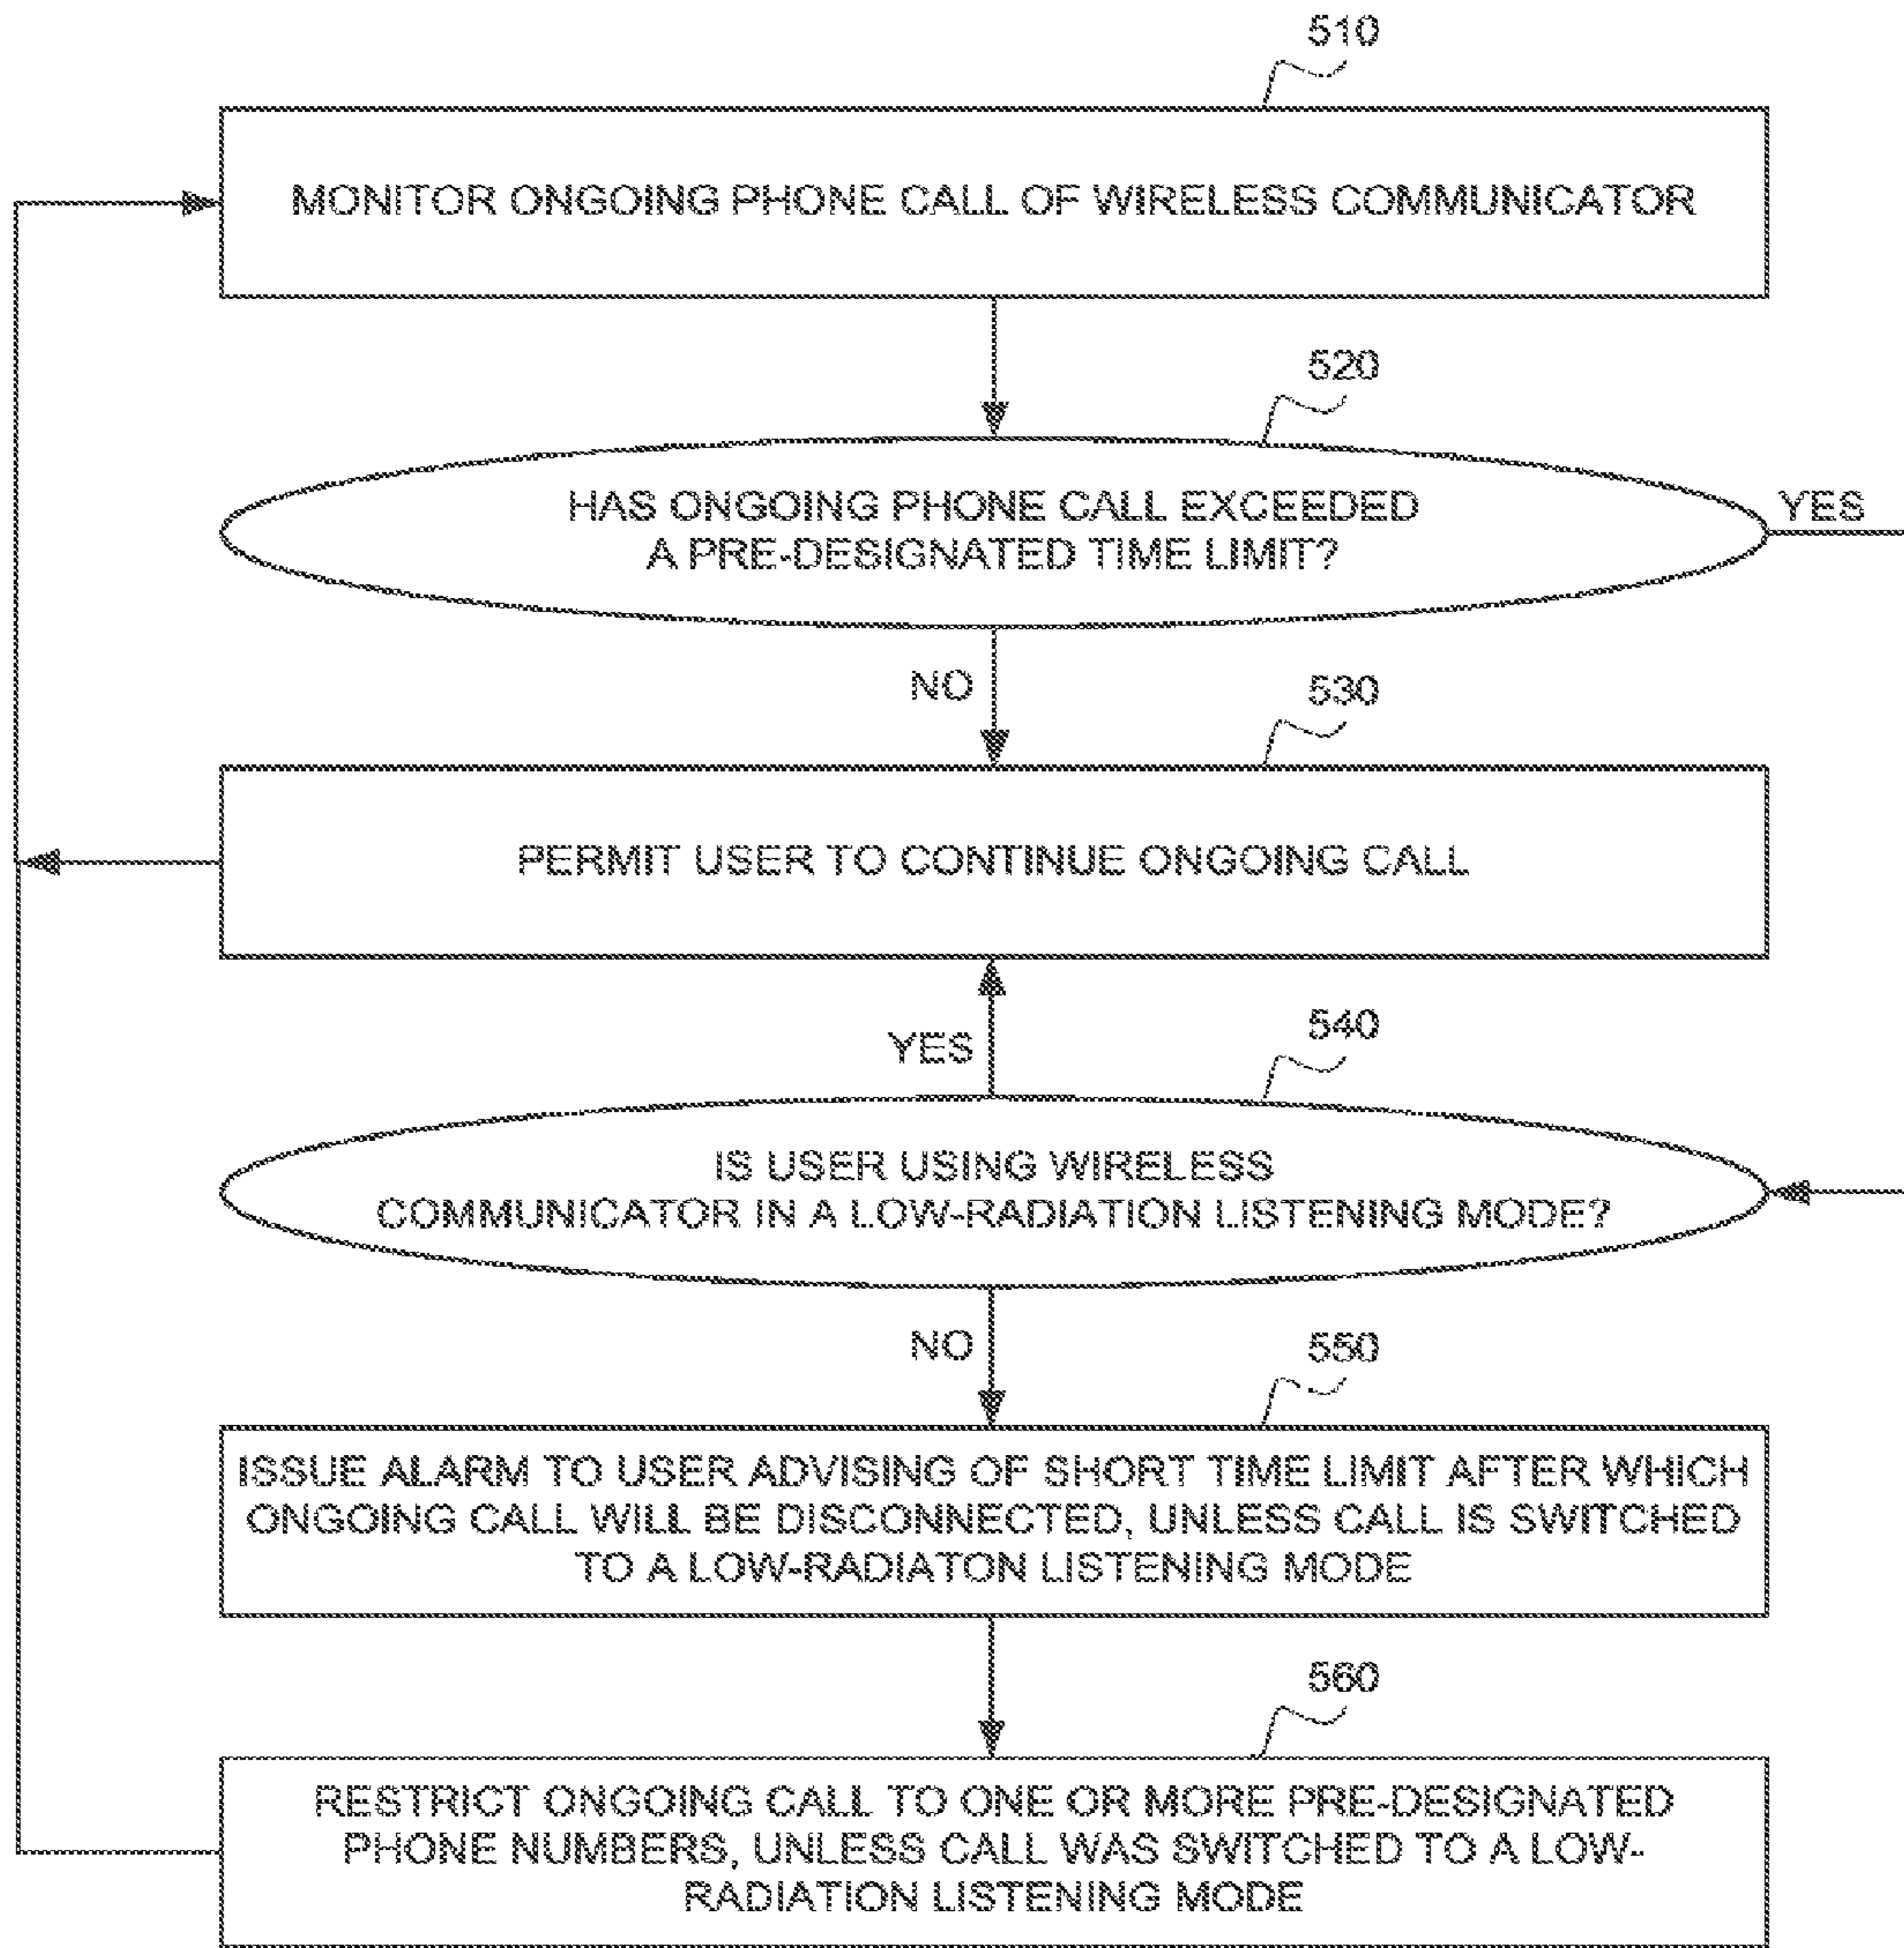 510
MONITOR ONGOING PHONE CALL OF WIRELESS COMMUNICATOR
520
HAS ONGOING PHONE CALL EXCEEDED
A PRE-DESIGNATED TIME LIMIT?
YES
NO
530
PERMIT USER TO CONTINUE ONGOING CALL
YES
540
IS USER USING WIRELESS
COMMUNICATOR IN A LOW-RADIATION LISTENING MODE?
NO
550
ISSUE ALARM TO USER ADVISING OF SHORT TIME LIMIT AFTER WHICH
ONGOING CALL WILL BE DISCONNECTED, UNLESS CALL IS SWITCHED
TO A LOW-RADIATON LISTENING MODE
560
RESTRICT ONGOING CALL TO ONE OR MORE PRE-DESIGNATED
PHONE NUMBERS, UNLESS CALL WAS SWITCHED TO A LOW-
RADIATION LISTENING MODE